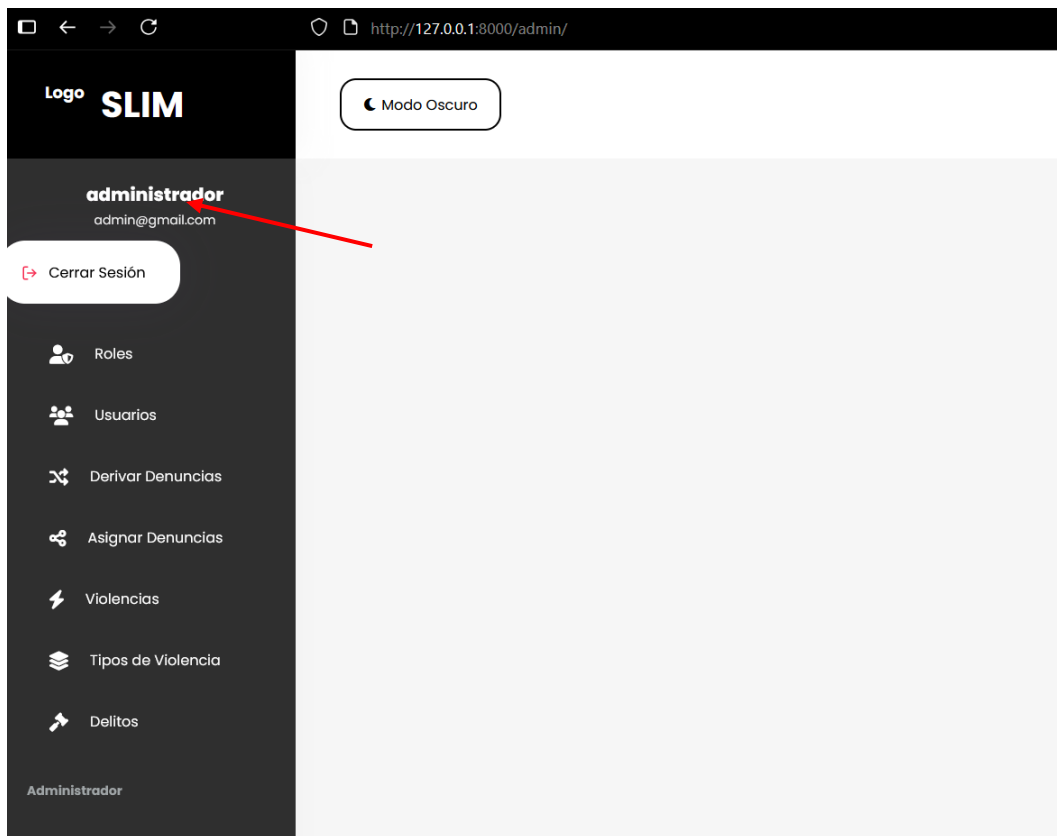 http://127.0.0.1:8000/admin/
Logo SLIM
Modo Oscuro
administrador
admin@gmail.com
Cerrar Sesión
Roles
Usuarios
Derivar Denuncias
Asignar Denuncias
Violencias
Tipos de Violencia
Delitos
Administrador